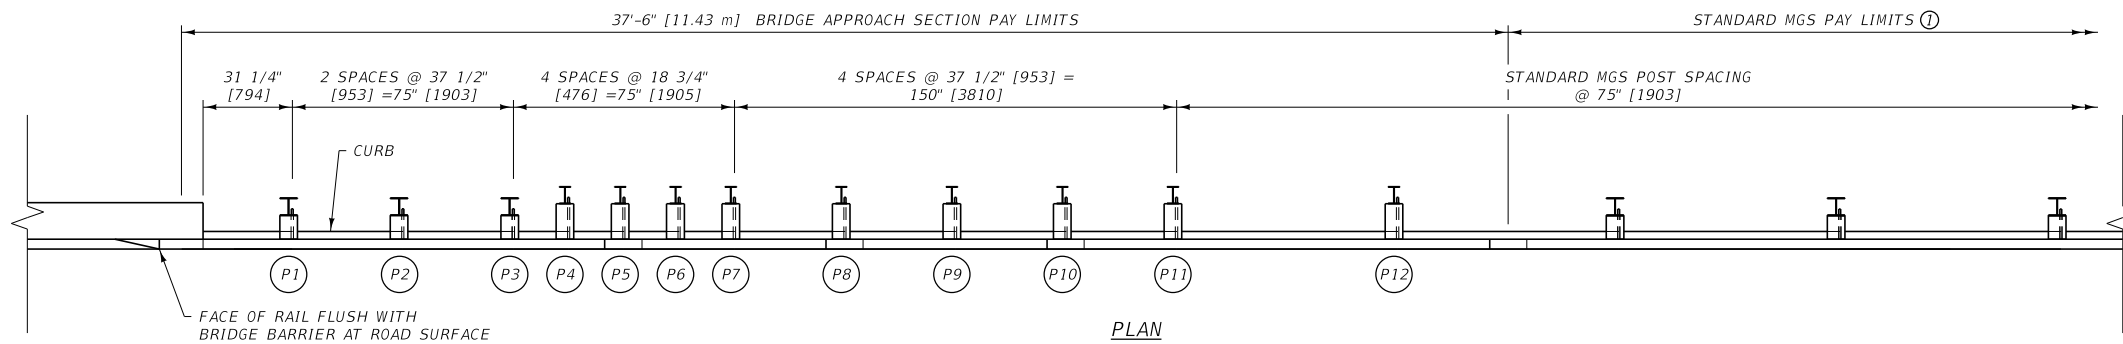 37'-6" [11.43 m] BRIDGE APPROACH SECTION PAY LIMITS
STANDARD MGS PAY LIMITS 1
31 1/4"
[794]
2 SPACES @ 37 1/2"
[953] =75" [1903]
4 SPACES @ 18 3/4"
[476] =75" [1905]
4 SPACES @ 37 1/2" [953] =
150" [3810]
STANDARD MGS POST SPACING
@ 75" [1903]
CURB
P1
P2
P3
P4
P5
P6
P7
P8
P9
P10
P11
P12
FACE OF RAIL FLUSH WITH
BRIDGE BARRIER AT ROAD SURFACE
PLAN